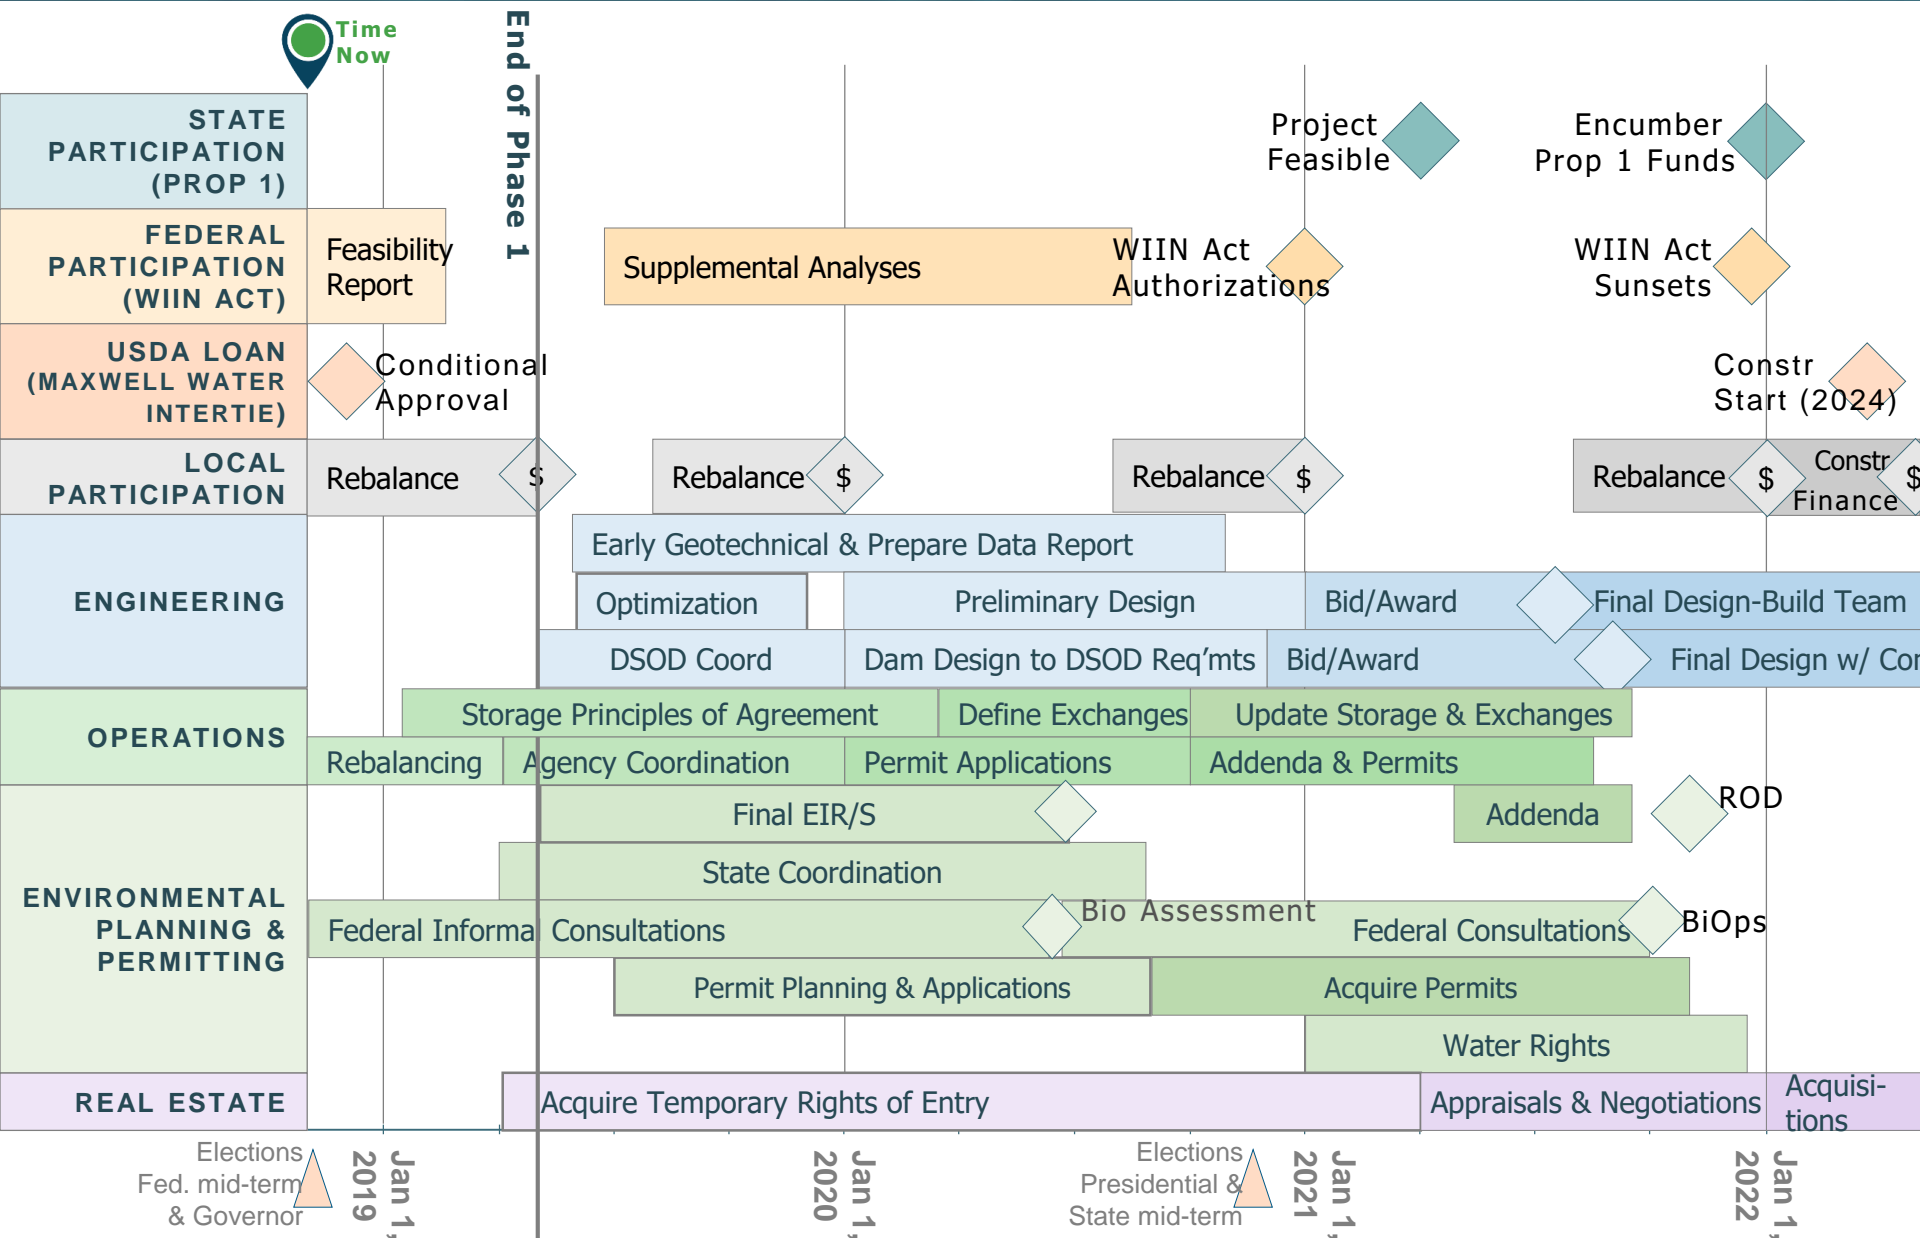 Time
Now
End of Phase 1
STATE
PARTICIPATION
(PROP 1)
Project
Feasible
Encumber
Prop 1 Funds
FEDERAL
PARTICIPATION
(WIIN ACT)
Feasibility
Report
Supplemental Analyses
WIIN Act
Authorizations
WIIN Act
Sunsets
USDA LOAN
(MAXWELL WATER
INTERTIE)
Conditional
Approval
Constr
Start (2024)
LOCAL
PARTICIPATION
Rebalance
$
Rebalance
$
Rebalance
$
Rebalance
$
Constr
Finance
$
ENGINEERING
Early Geotechnical & Prepare Data Report
Optimization
Preliminary Design
Bid/Award
Final Design-Build Team
DSOD Coord
Dam Design to DSOD Req’mts
Bid/Award
Final Design w/ Con
OPERATIONS
Storage Principles of Agreement
Define Exchanges
Update Storage & Exchanges
Rebalancing
Agency Coordination
Permit Applications
Addenda & Permits
ENVIRONMENTAL
PLANNING &
PERMITTING
Final EIR/S
Addenda
ROD
State Coordination
Federal Informal Consultations
Bio Assessment
Federal Consultations
BiOps
Permit Planning & Applications
Acquire Permits
Water Rights
REAL ESTATE
Acquire Temporary Rights of Entry
Appraisals & Negotiations
Acquisi-
tions
Elections
Fed. mid-term
& Governor
Jan 1,
2019
Jan 1,
2020
Elections
Presidential &
State mid-term
Jan 1,
2021
Jan 1,
2022